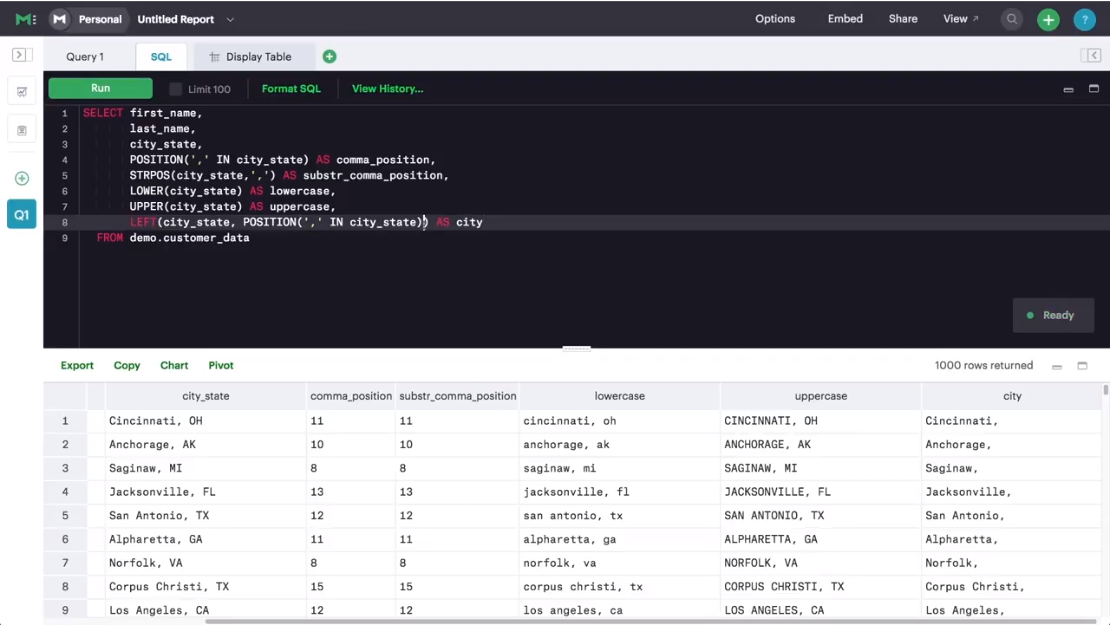 Personal Untitled Report Options Embed Share View ?
Query 1 SQL Display Table
Run Limit 100 Format SQL View History...
1 SELECT first_name,
2 last_name,
3 city_state,
4 POSITION(',' IN city_state) AS comma_position,
5 STRPOS(city_state,',') AS substr_comma_position,
6 LOWER(city_state) AS lowercase,
7 UPPER(city_state) AS uppercase,
8 LEFT(city_state, POSITION(',' IN city_state)) AS city
9 FROM demo.customer_data
Q1
Ready
Export Copy Chart Pivot 1000 rows returned
city_state comma_position substr_comma_position lowercase uppercase city
1 Cincinnati, OH 11 11 cincinnati, oh CINCINNATI, OH Cincinnati,
2 Anchorage, AK 10 10 anchorage, ak ANCHORAGE, AK Anchorage,
3 Saginaw, MI 8 8 saginaw, mi SAGINAW, MI Saginaw,
4 Jacksonville, FL 13 13 jacksonville, fl JACKSONVILLE, FL Jacksonville,
5 San Antonio, TX 12 12 san antonio, tx SAN ANTONIO, TX San Antonio,
6 Alpharetta, GA 11 11 alpharetta, ga ALPHARETTA, GA Alpharetta,
7 Norfolk, VA 8 8 norfolk, va NORFOLK, VA Norfolk,
8 Corpus Christi, TX 15 15 corpus christi, tx CORPUS CHRISTI, TX Corpus Christi,
9 Los Angeles, CA 12 12 los angeles, ca LOS ANGELES, CA Los Angeles,